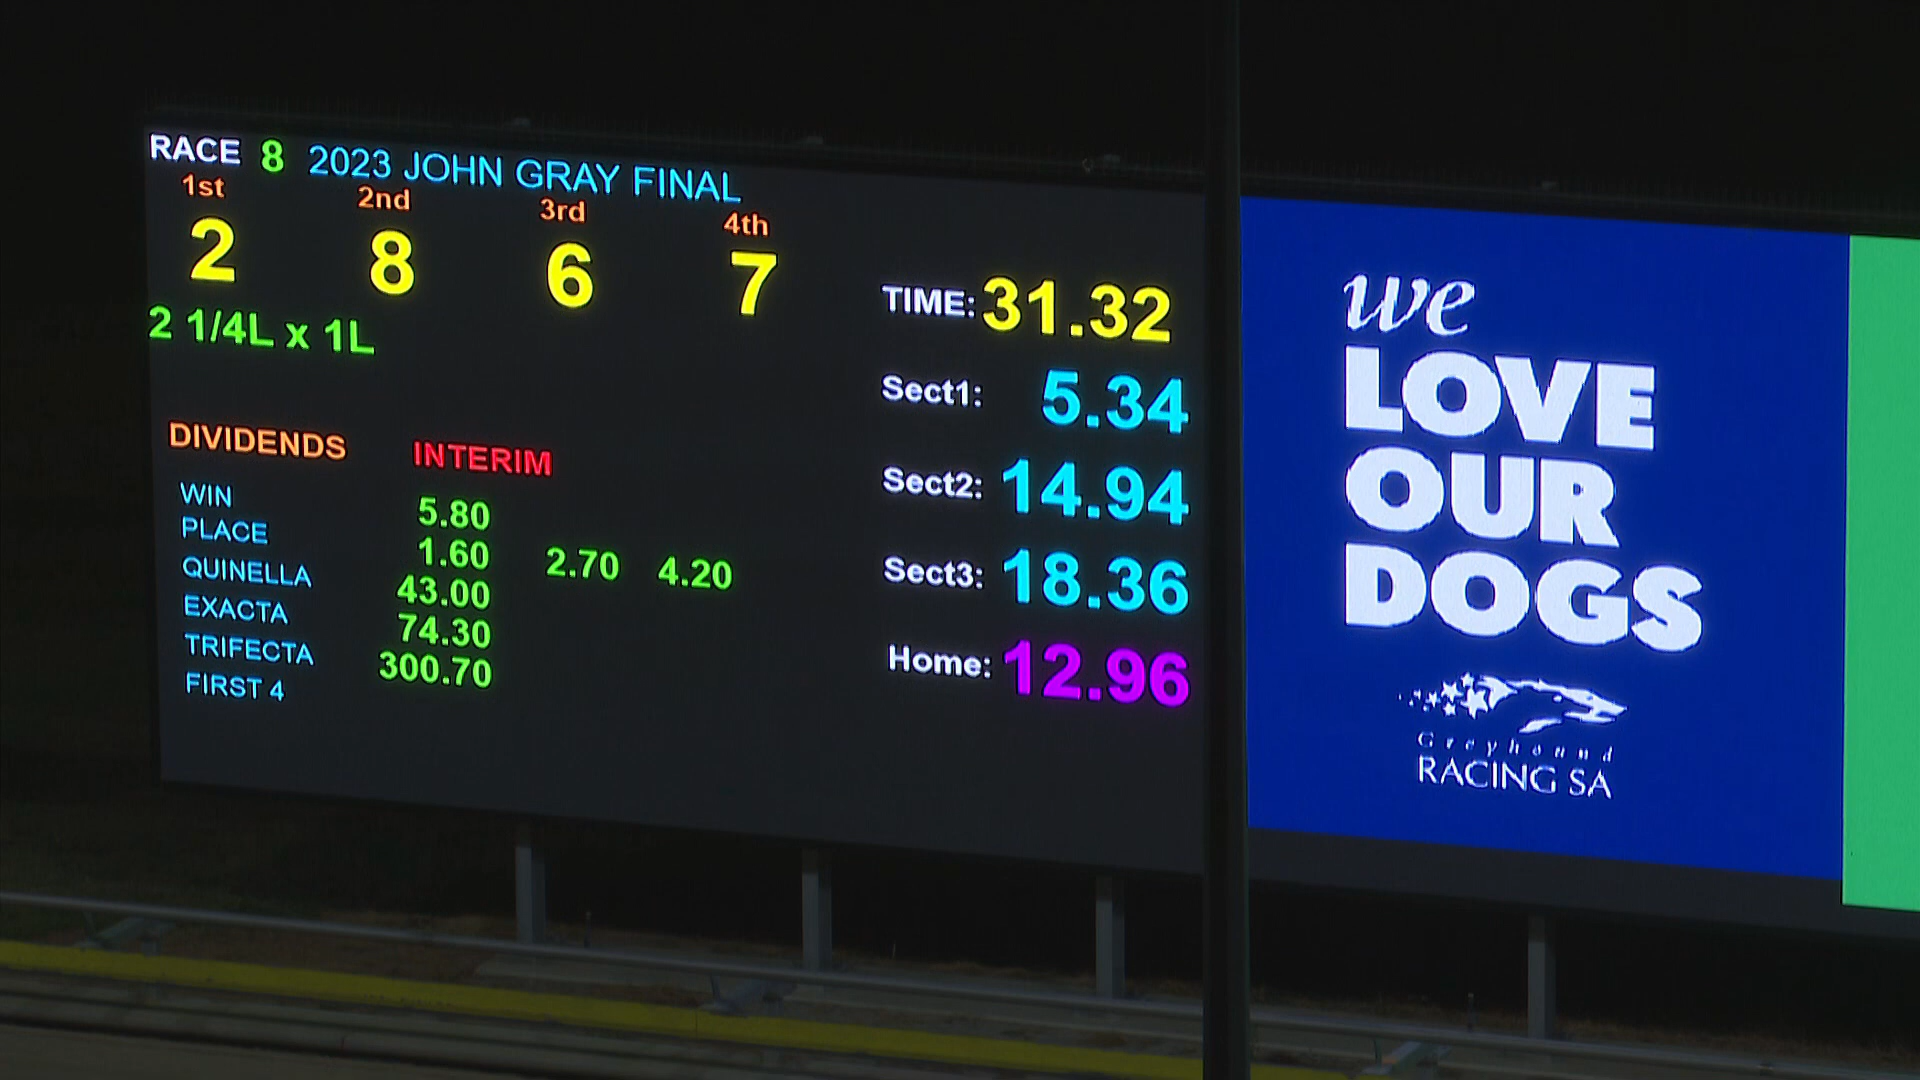 RACE 8 2023 JOHN GRAY FINAL
1st 2nd 3rd 4th
2 8 6 7
2 1/4L x 1L
DIVIDENDS INTERIM
WIN 5.80
PLACE 1.60 2.70 4.20
QUINELLA 43.00
EXACTA 74.30
TRIFECTA 300.70
FIRST 4
TIME: 31.32
Sect1: 5.34
Sect2: 14.94
Sect3: 18.36
Home: 12.96
we
LOVE
OUR
DOGS
Greyhound
RACING SA